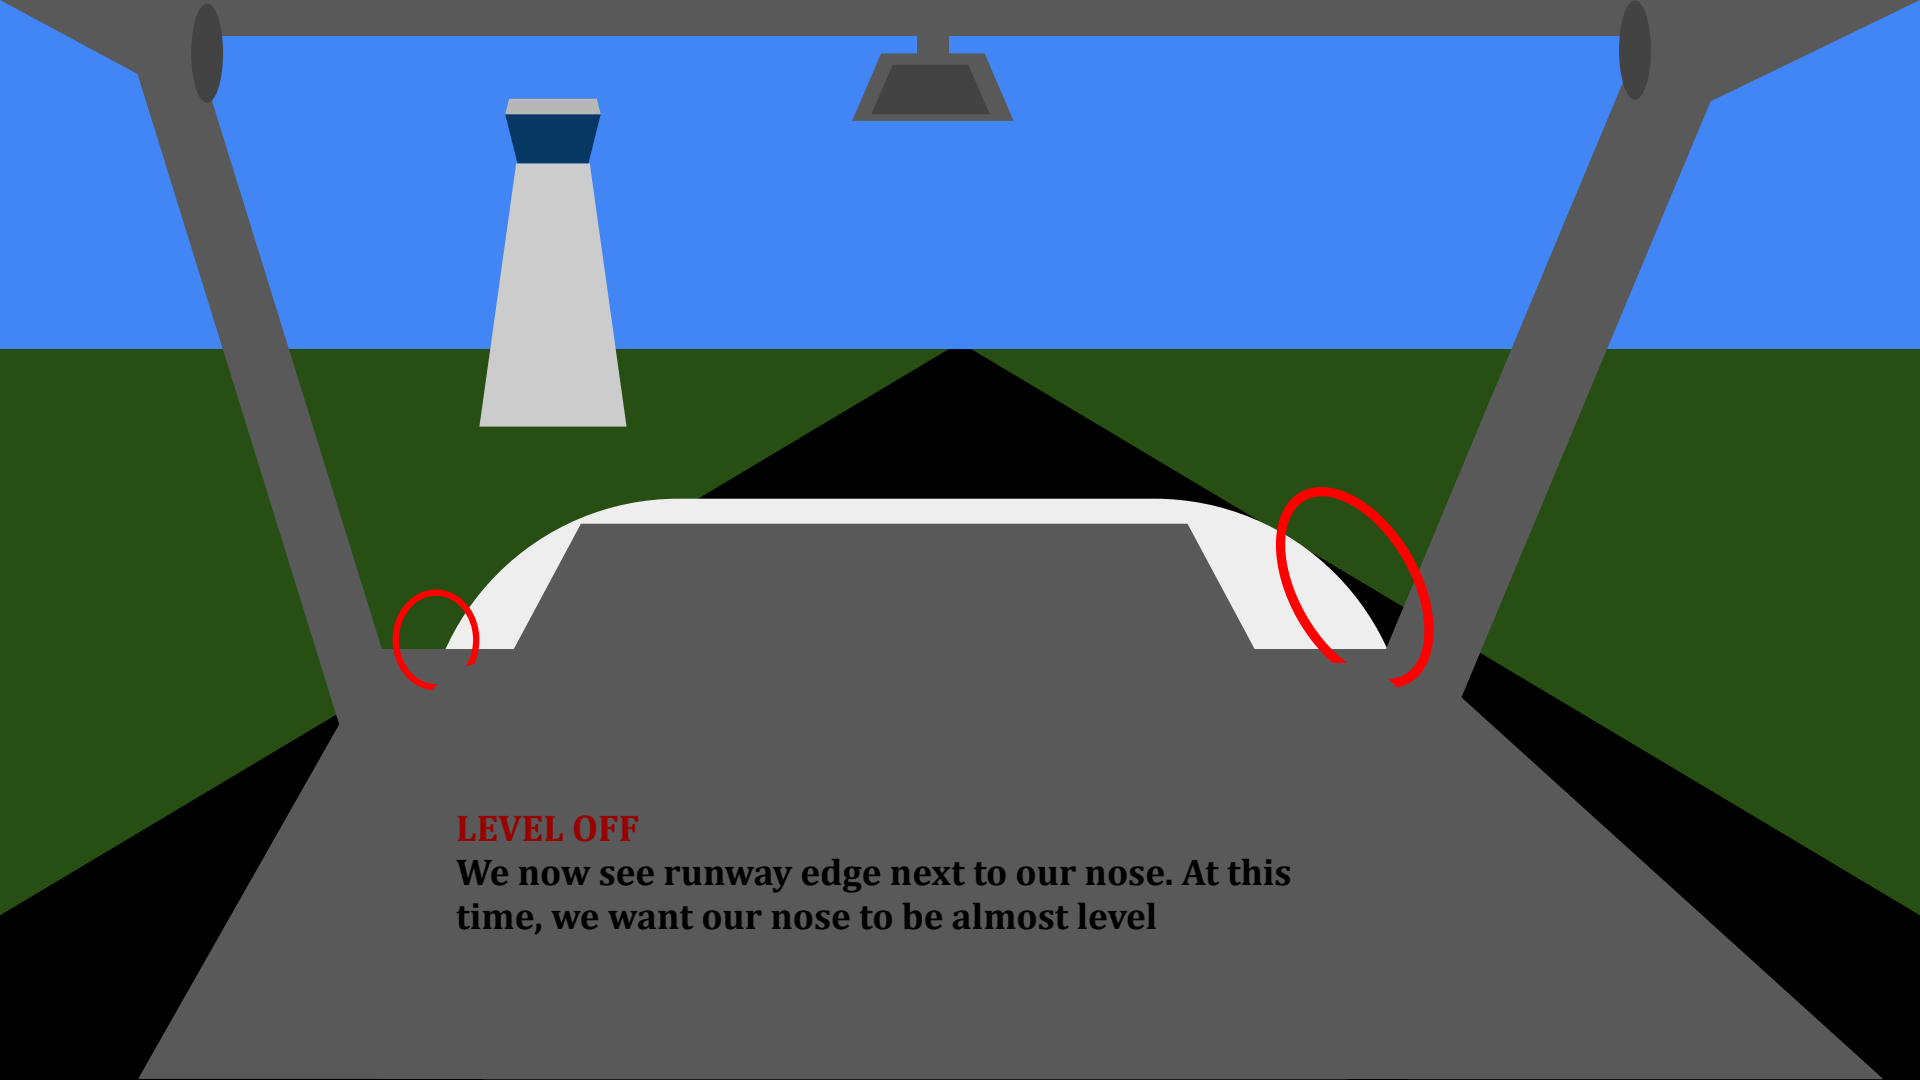 LEVEL OFF
We now see runway edge next to our nose. At this
time, we want our nose to be almost level